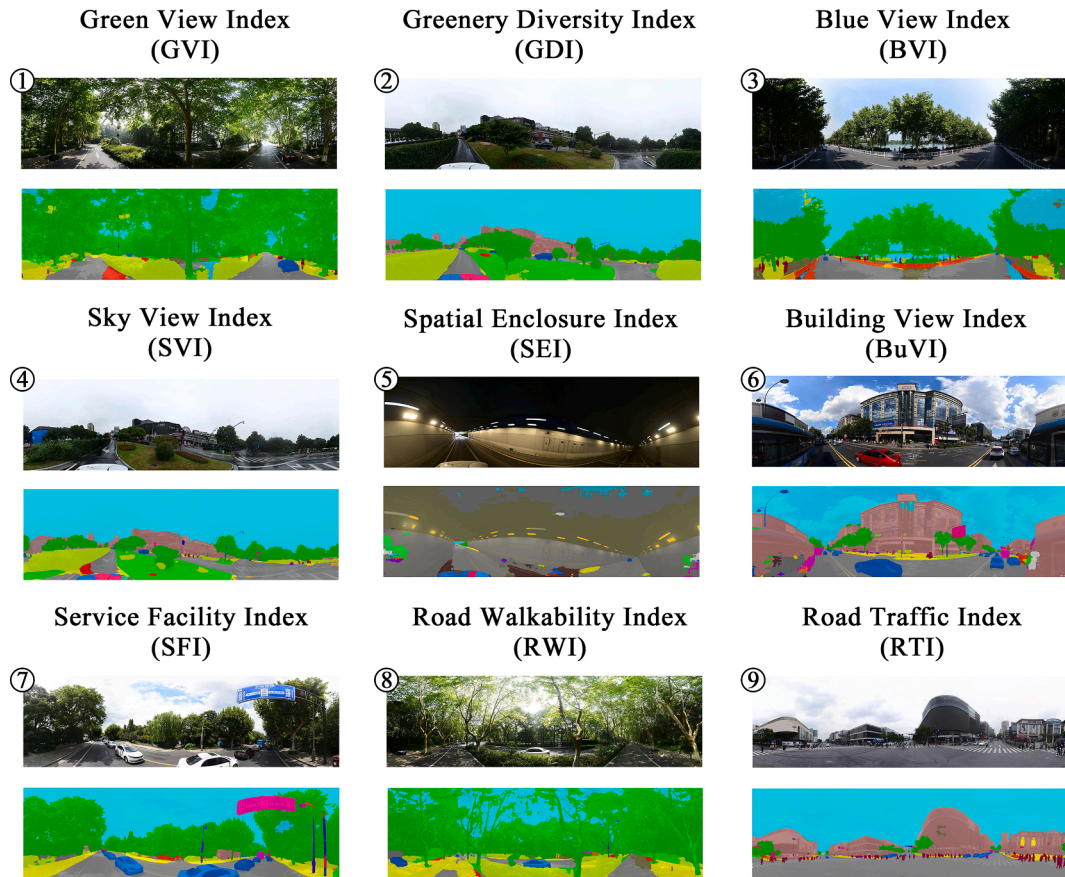 Green View Index
(GVI)
Greenery Diversity Index
(GDI)
Blue View Index
(BVI)
①
②
③
Sky View Index
(SVI)
Spatial Enclosure Index
(SEI)
Building View Index
(BuVI)
④
⑤
⑥
Service Facility Index
(SFI)
Road Walkability Index
(RWI)
Road Traffic Index
(RTI)
⑦
⑧
⑨